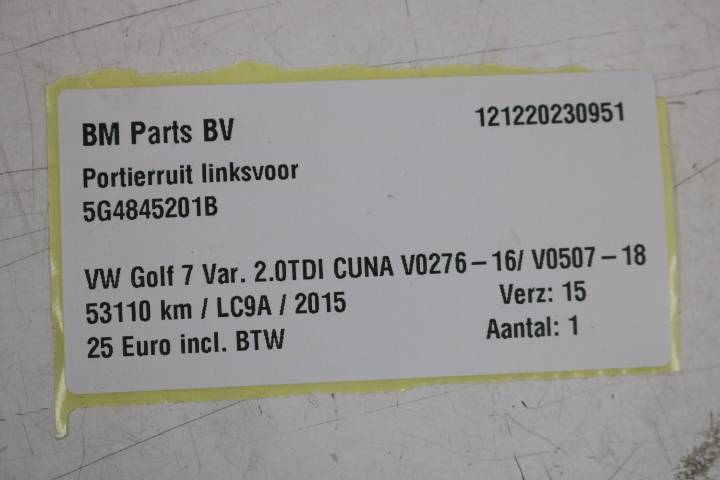 BM Parts BV 121220230951
Portierruit linksvoor
5G4845201B
VW Golf 7 Var. 2.0TDI CUNA V0276-16/ V0507-18
53110 km / LC9A / 2015 Verz: 15
25 Euro incl. BTW Aantal: 1